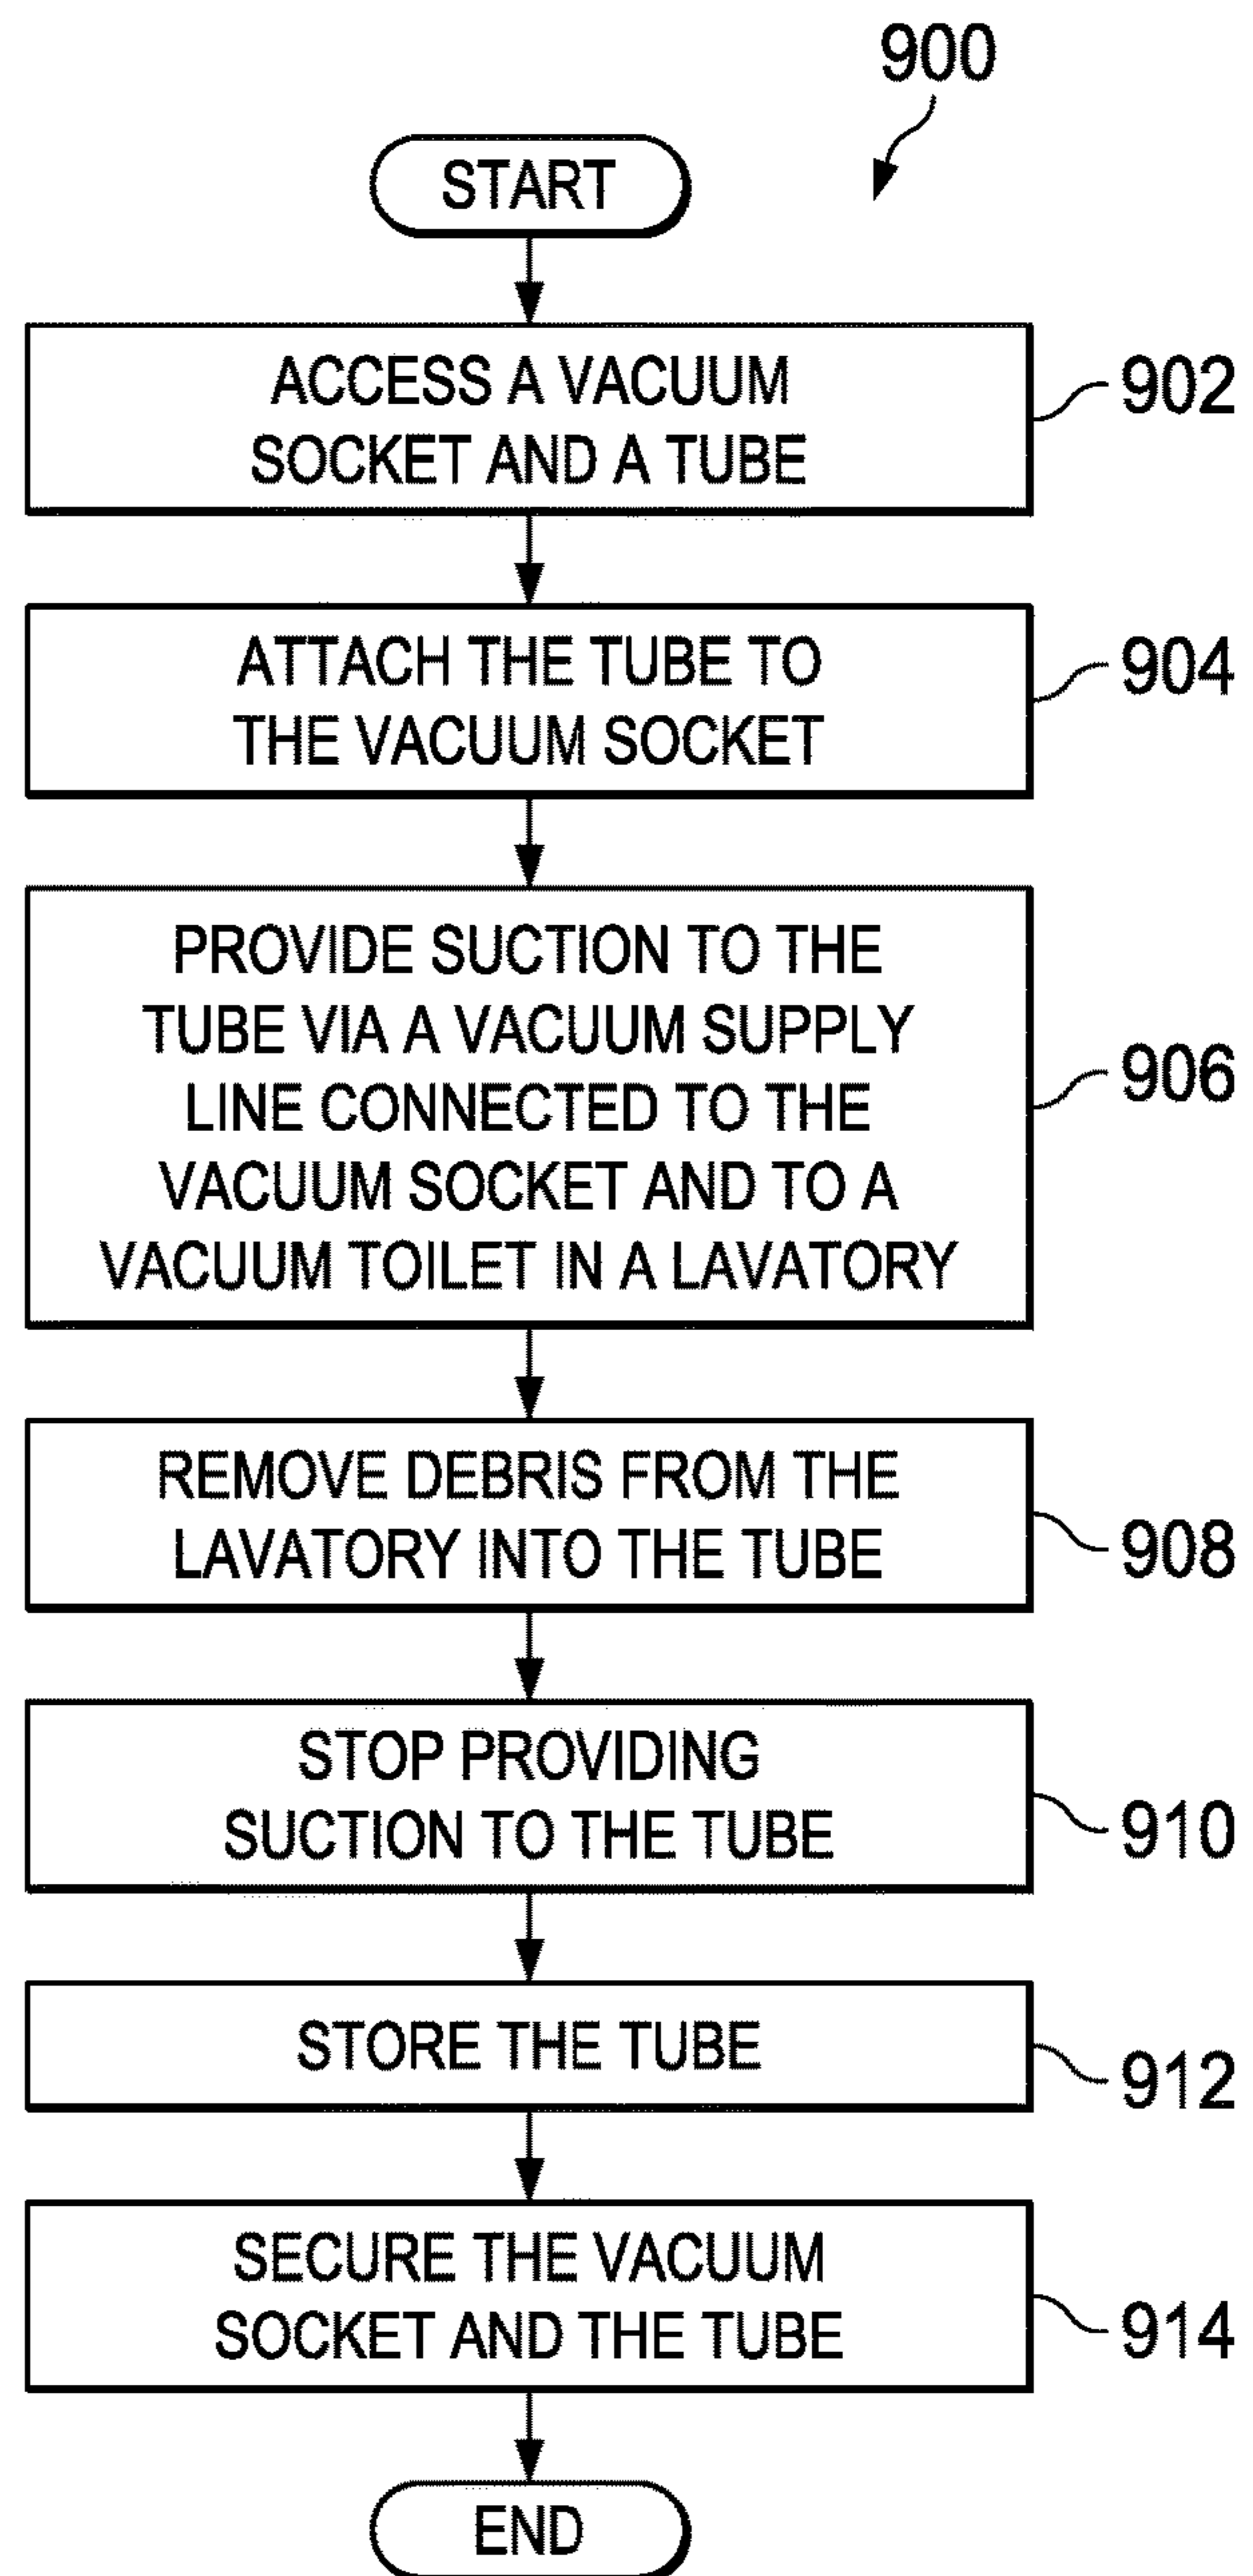 900
START
ACCESS A VACUUM
SOCKET AND A TUBE
902
ATTACH THE TUBE TO
THE VACUUM SOCKET
904
PROVIDE SUCTION TO THE
TUBE VIA A VACUUM SUPPLY
LINE CONNECTED TO THE
VACUUM SOCKET AND TO A
VACUUM TOILET IN A LAVATORY
906
REMOVE DEBRIS FROM THE
LAVATORY INTO THE TUBE
908
STOP PROVIDING
SUCTION TO THE TUBE
910
STORE THE TUBE
912
SECURE THE VACUUM
SOCKET AND THE TUBE
914
END